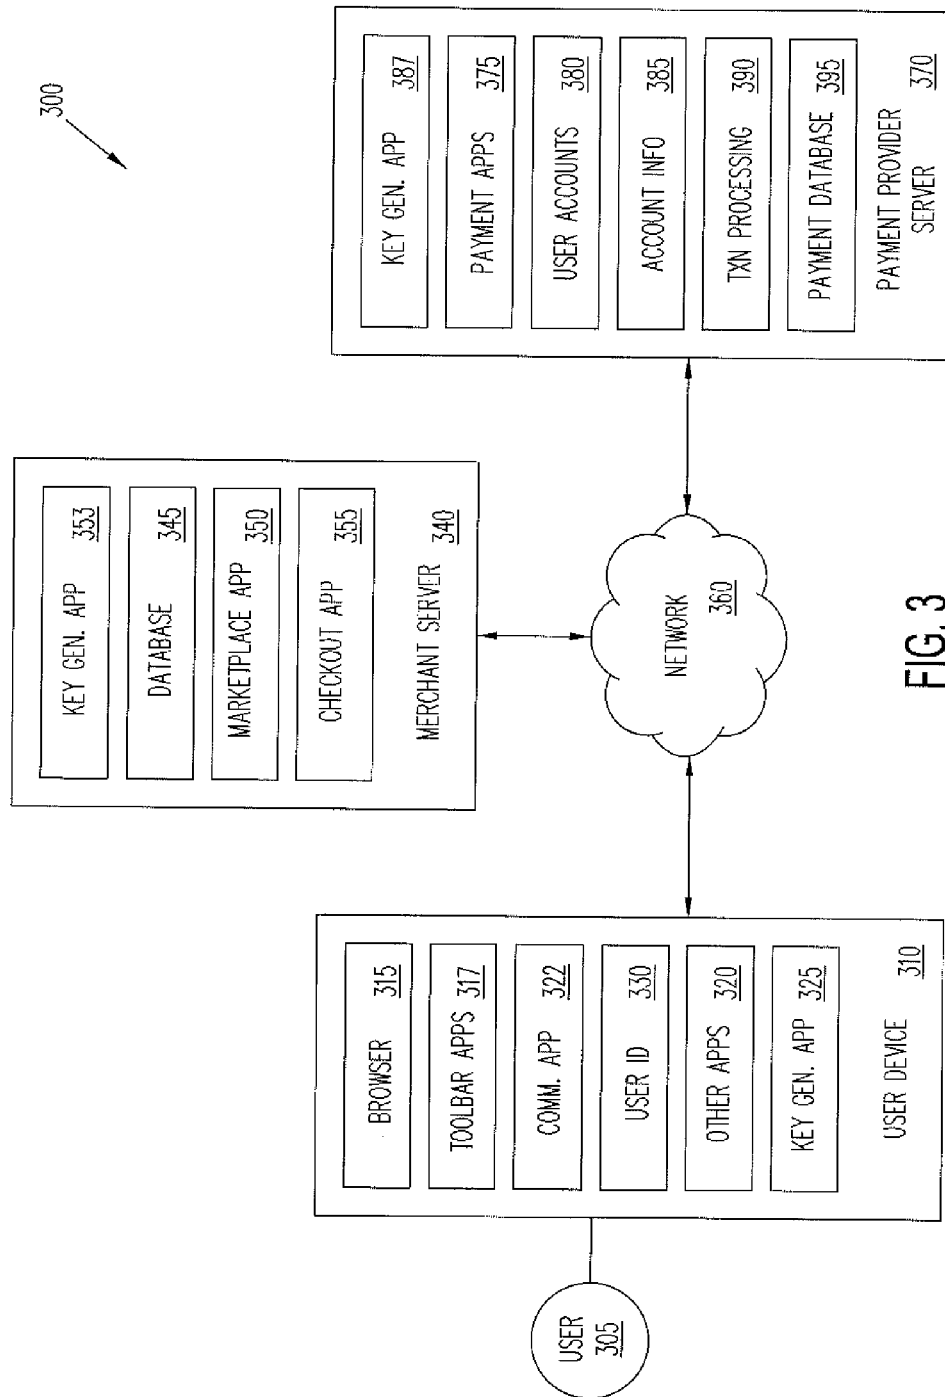 300
KEY GEN. APP 353
DATABASE 345
MARKETPLACE APP 350
CHECKOUT APP 355
MERCHANT SERVER 340
USER
305
BROWSER 315
TOOLBAR APPS 317
COMM. APP 322
USER ID 330
OTHER APPS 320
KEY GEN. APP 325
USER DEVICE 310
NETWORK
360
KEY GEN. APP 387
PAYMENT APPS 375
USER ACCOUNTS 380
ACCOUNT INFO 385
TXN PROCESSING 390
PAYMENT DATABASE 395
PAYMENT PROVIDER
SERVER 370
FIG. 3